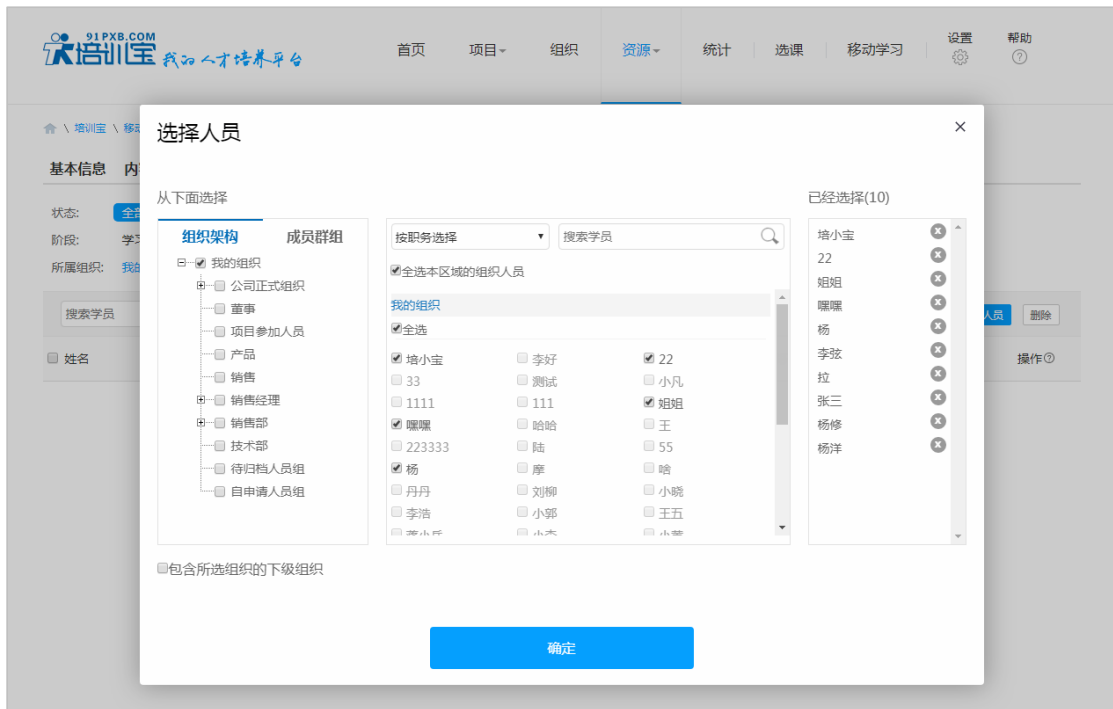 91PXB.COM
培训宝 我的人才培养平台
首页 项目 组织 资源 统计 选课 移动学习 设置 帮助
\ 培训宝 \ 移动
基本信息 内
状态: 全部
阶段: 学习
所属组织: 我的
搜索学员
人员 删除
姓名 操作
选择人员
从下面选择
已经选择(10)
组织架构 成员群组
我的组织
公司正式组织
董事
项目参加人员
产品
销售
销售经理
销售部
技术部
待归档人员组
自申请人员组
按职务选择 搜索学员
全选本区域的组织人员
我的组织
全选
培小宝 李好 22
33 测试 小凡
1111 111 姐姐
嘿嘿 哈哈 王
223333 陆 55
杨 摩 啥
丹丹 刘柳 小晓
李浩 小郭 王五
培小宝
22
姐姐
嘿嘿
杨
李弦
拉
张三
杨修
杨洋
包含所选组织的下级组织
确定